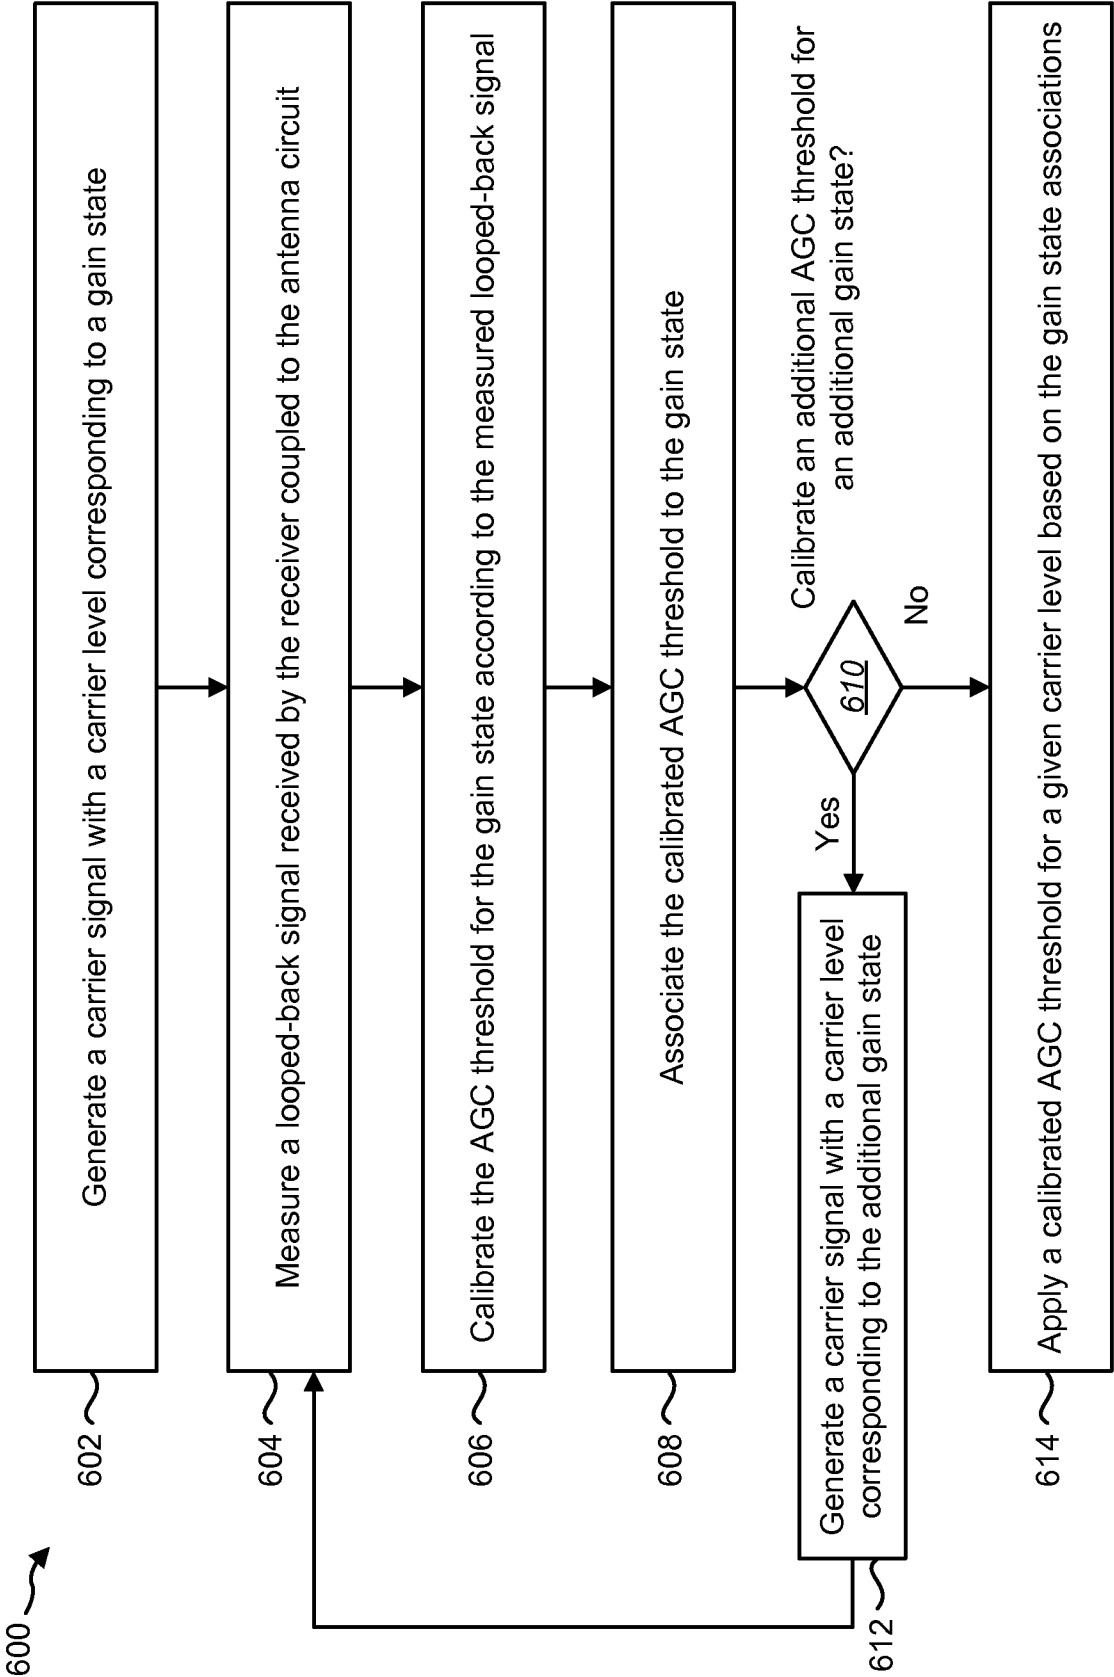 600
602
Generate a carrier signal with a carrier level corresponding to a gain state
604
Measure a looped-back signal received by the receiver coupled to the antenna circuit
606
Calibrate the AGC threshold for the gain state according to the measured looped-back signal
608
Associate the calibrated AGC threshold to the gain state
610
Calibrate an additional AGC threshold for
an additional gain state?
Yes
No
612
Generate a carrier signal with a carrier level
corresponding to the additional gain state
614
Apply a calibrated AGC threshold for a given carrier level based on the gain state associations